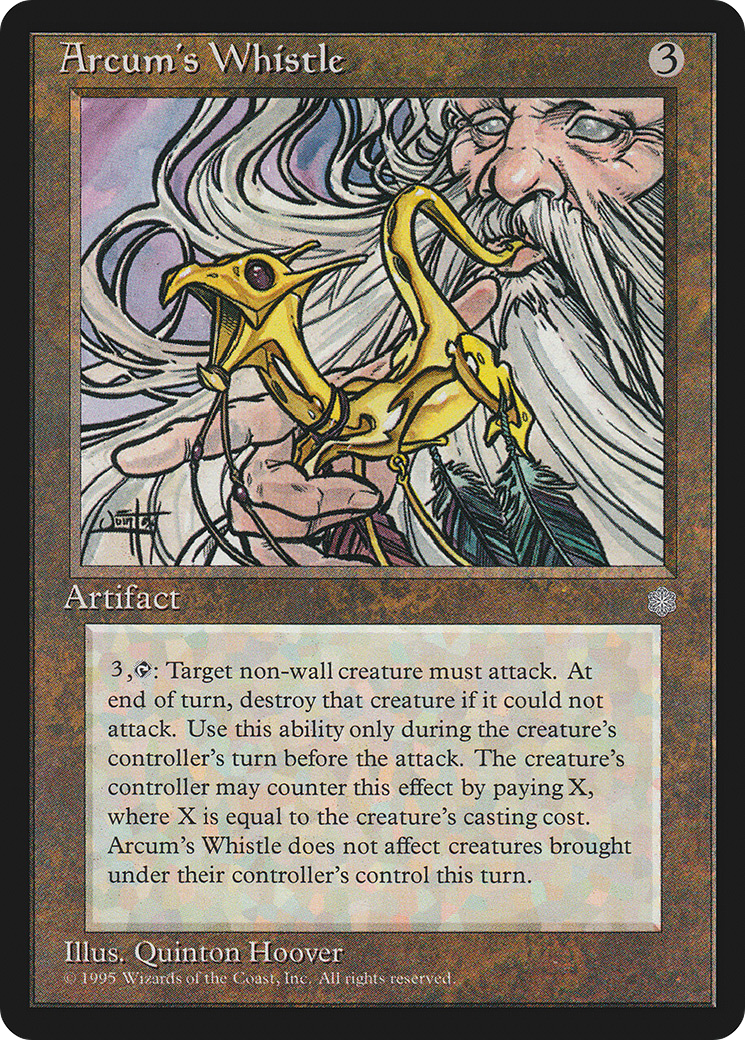 Arcum's Whistle 3
Artifact
3,: Target non-wall creature must attack. At
end of turn, destroy that creature if it could not
attack. Use this ability only during the creature's
controller's turn before the attack. The creature's
controller may counter this effect by paying X,
where X is equal to the creature's casting cost.
Arcum's Whistle does not affect creatures brought
under their controller's control this turn.
Illus. Quinton Hoover
© 1995 Wizards of the Coast, Inc. All rights reserved.